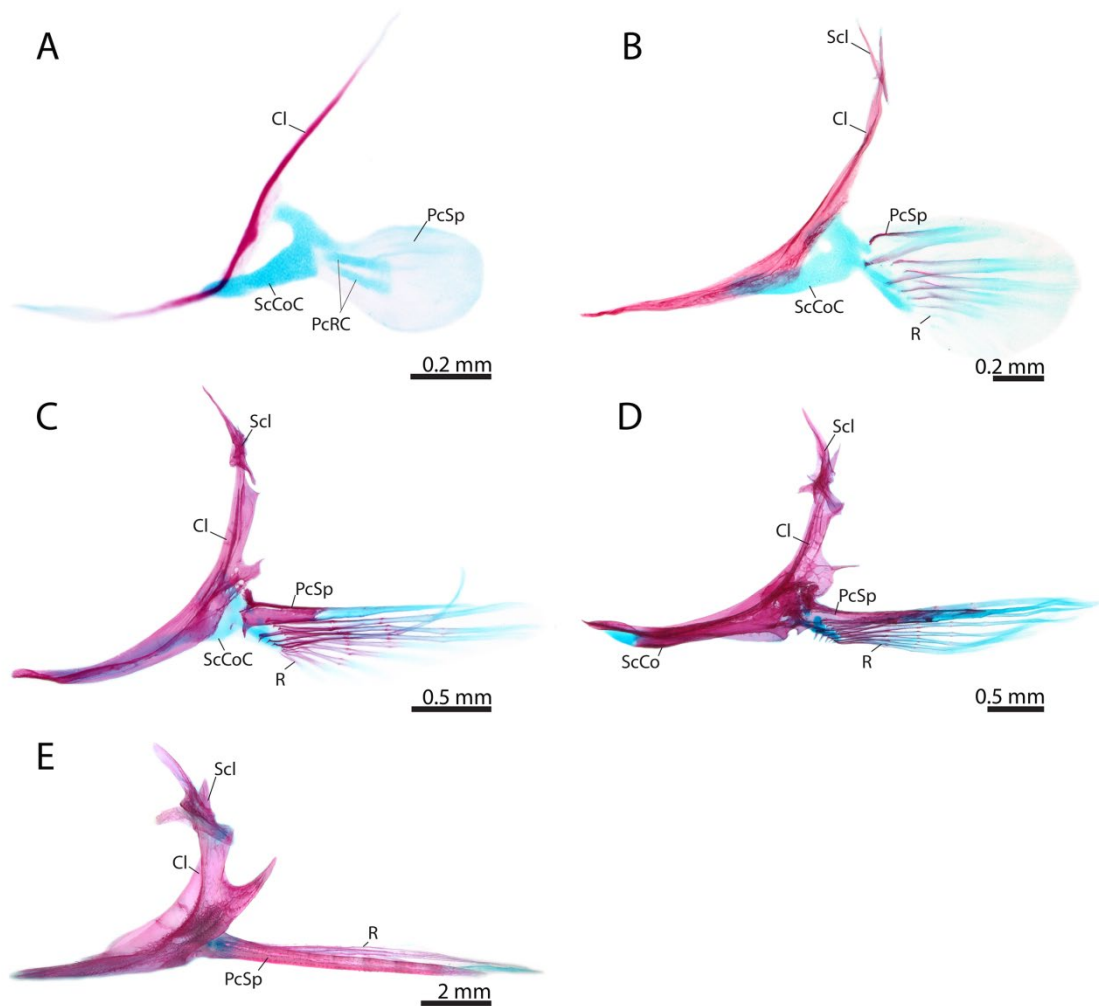 A
Cl
PcSp
ScCoC
PcRC
0.2 mm
B
Scl
Cl
PcSp
ScCoC
R
0.2 mm
C
Scl
Cl
PcSp
ScCoC
R
0.5 mm
D
Scl
Cl
PcSp
ScCo
R
0.5 mm
E
Scl
Cl
R
PcSp
2 mm